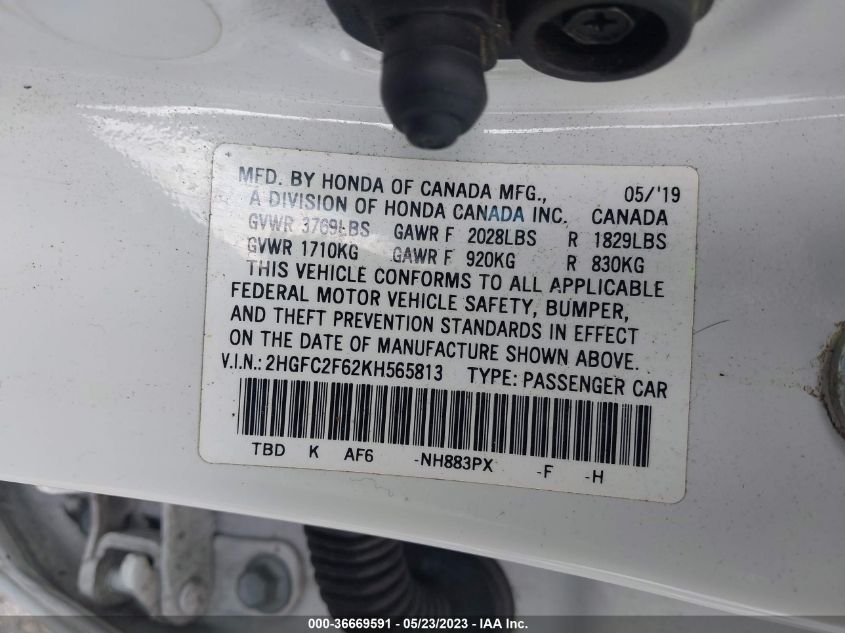 MFD. BY HONDA OF CANADA MFG., 05/'19
A DIVISION OF HONDA CANADA INC. CANADA
GVWR 3769LBS GAWR F 2028LBS R 1829LBS
GVWR 1710KG GAWR F 920KG R 830KG
THIS VEHICLE CONFORMS TO ALL APPLICABLE
FEDERAL MOTOR VEHICLE SAFETY, BUMPER,
AND THEFT PREVENTION STANDARDS IN EFFECT
ON THE DATE OF MANUFACTURE SHOWN ABOVE.
V.I.N.: 2HGFC2F62KH565813 TYPE: PASSENGER CAR
TBD K AF6 -NH883PX -F -H
000-36669591 - 05/23/2023 - IAA Inc.